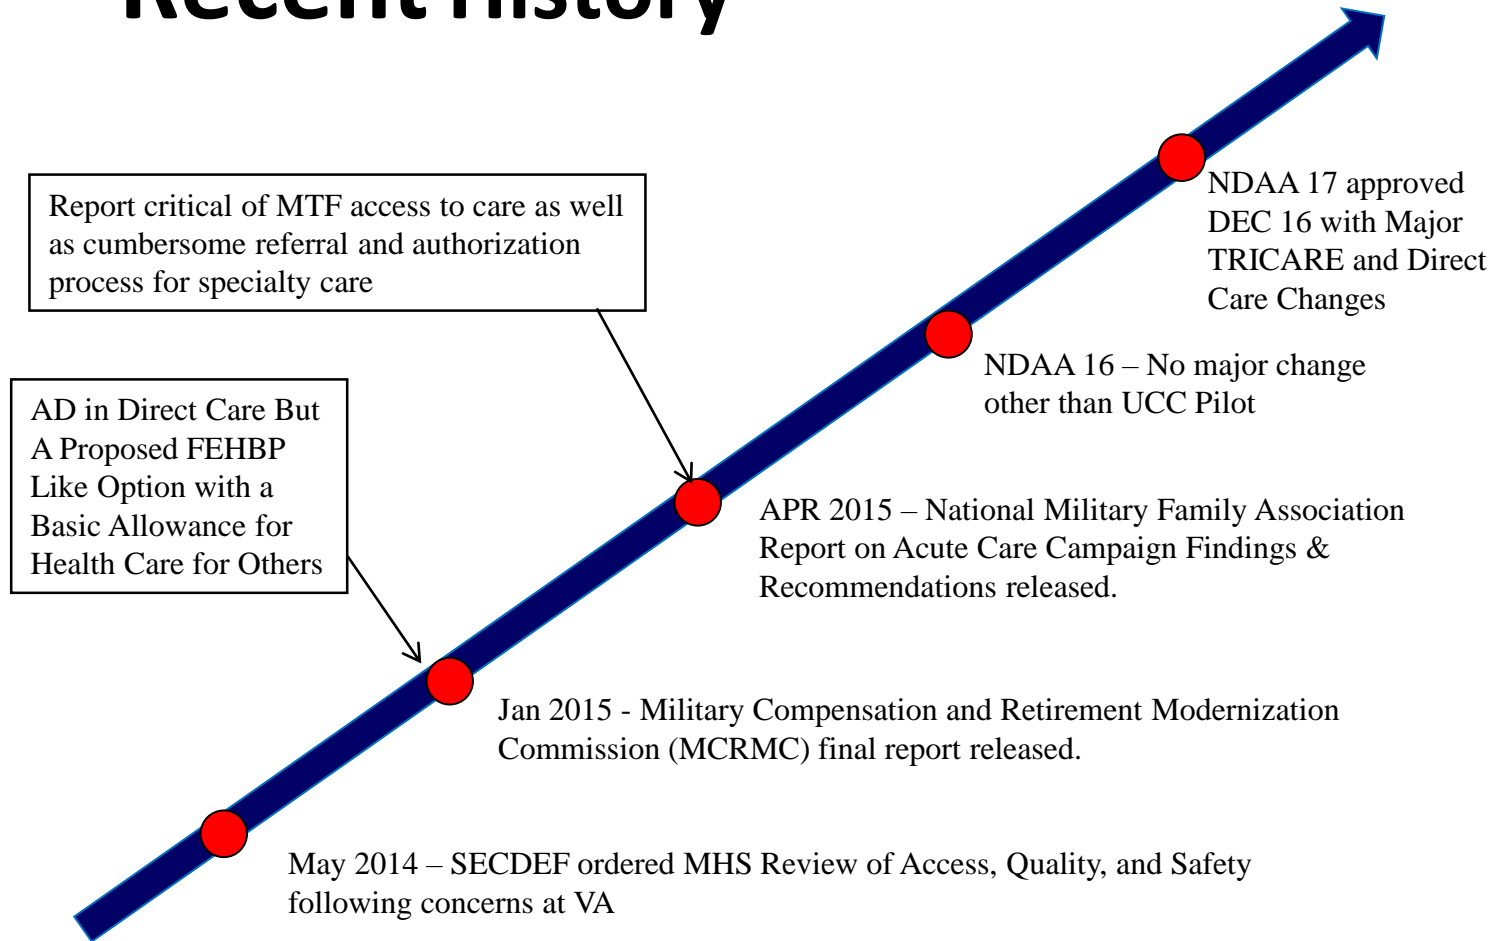 Recent History
Report critical of MTF access to care as well
as cumbersome referral and authorization
process for specialty care
NDAA 17 approved
DEC 16 with Major
TRICARE and Direct
Care Changes
NDAA 16 – No major change
other than UCC Pilot
AD in Direct Care But
A Proposed FEHBP
Like Option with a
Basic Allowance for
Health Care for Others
APR 2015 – National Military Family Association
Report on Acute Care Campaign Findings &
Recommendations released.
Jan 2015 - Military Compensation and Retirement Modernization
Commission (MCRMC) final report released.
May 2014 – SECDEF ordered MHS Review of Access, Quality, and Safety
following concerns at VA